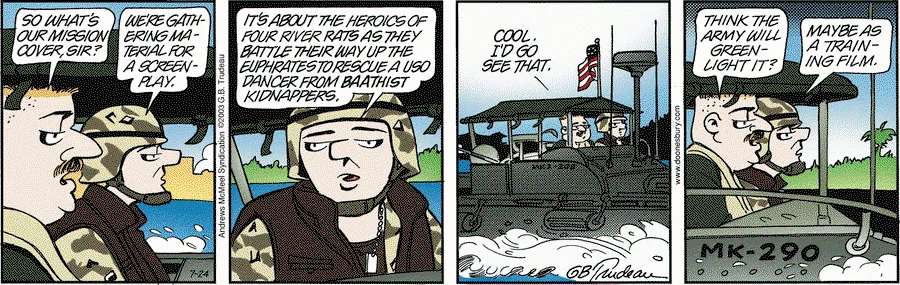 SO WHAT'S
OUR MISSION
COVER, SIR?
WE'RE GATH-
ERING MA-
TERIAL FOR
A SCREEN-
PLAY.
7-24
Andrews McMeel Syndication ©2003 G.B. Trudeau
IT'S ABOUT THE HEROICS OF
FOUR RIVER RATS AS THEY
BATTLE THEIR WAY UP THE
EUPHRATES TO RESCUE A USO
DANCER FROM BAATHIST
KIDNAPPERS.
COOL.
I'D GO
SEE THAT.
GB Trudeau
www.doonesbury.com
THINK THE
ARMY WILL
GREEN-
LIGHT IT?
MAYBE AS
A TRAIN-
ING FILM.
MK-290